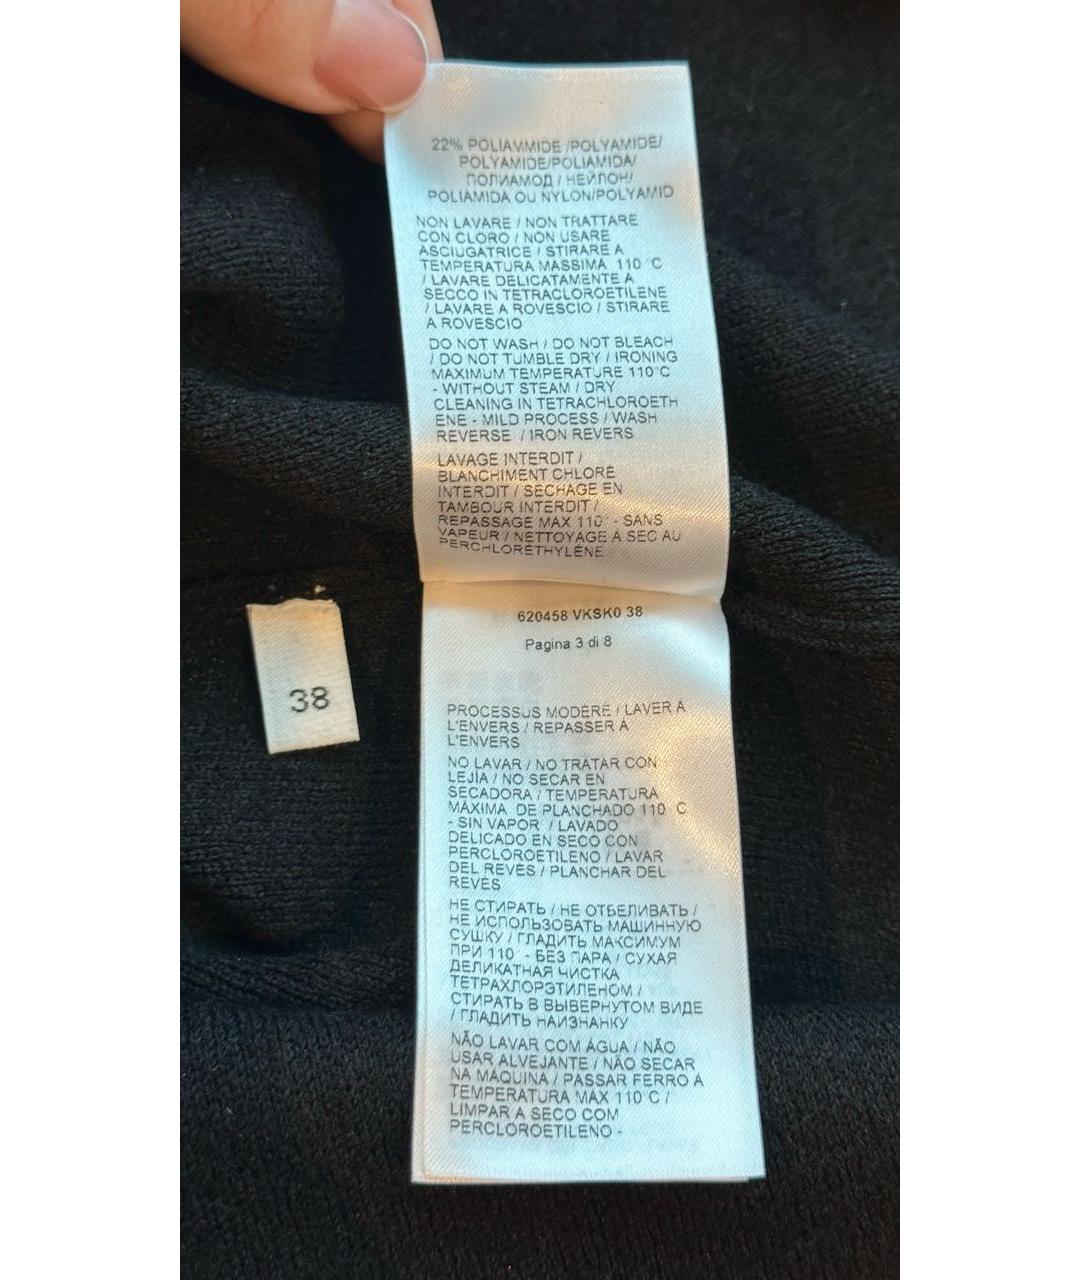 22% POLIAMMIDE /POLYAMIDE/
POLYAMIDE/POLIAMIDA/
ПОЛИАМОД / НЕЙЛОН/
POLIAMIDA OU NYLON/POLYAMID
NON LAVARE / NON TRATTARE
CON CLORO / NON USARE
ASCIUGATRICE / STIRARE A
TEMPERATURA MASSIMA 110 °C
/ LAVARE DELICATAMENTE A
SECCO IN TETRACLOROETILENE
/ LAVARE A ROVESCIO / STIRARE
A ROVESCIO
DO NOT WASH / DO NOT BLEACH
/ DO NOT TUMBLE DRY / IRONING
MAXIMUM TEMPERATURE 110°C
- WITHOUT STEAM / DRY
CLEANING IN TETRACHLOROETH
ENE - MILD PROCESS / WASH
REVERSE / IRON REVERS
LAVAGE INTERDIT /
BLANCHIMENT CHLORÉ
INTERDIT / SÉCHAGE EN
TAMBOUR INTERDIT /
REPASSAGE MAX 110° - SANS
VAPEUR / NETTOYAGE À SEC AU
PERCHLORÉTHYLÈNE
620458 VKSK0 38
Pagina 3 di 8
38
PROCESSUS MODÉRÉ / LAVER À
L'ENVERS / REPASSER À
L'ENVERS
NO LAVAR / NO TRATAR CON
LEJÍA / NO SECAR EN
SECADORA / TEMPERATURA
MÁXIMA DE PLANCHADO 110 C
- SIN VAPOR / LAVADO
DELICADO EN SECO CON
PERCLOROETILENO / LAVAR
DEL REVÉS / PLANCHAR DEL
REVÉS
НЕ СТИРАТЬ / НЕ ОТБЕЛИВАТЬ /
НЕ ИСПОЛЬЗОВАТЬ МАШИННУЮ
СУШКУ / ГЛАДИТЬ МАКСИМУМ
ПРИ 110 - БЕЗ ПАРА / СУХАЯ
ДЕЛИКАТНАЯ ЧИСТКА
ТЕТРАХЛОРЭТИЛЕНОМ /
СТИРАТЬ В ВЫВЕРНУТОМ ВИДЕ
/ ГЛАДИТЬ НАИЗНАНКУ
NÃO LAVAR COM ÁGUA / NÃO
USAR ALVEJANTE / NÃO SECAR
NA MÁQUINA / PASSAR FERRO À
TEMPERATURA MAX 110 C /
LIMPAR A SECO COM
PERCLOROETILENO -